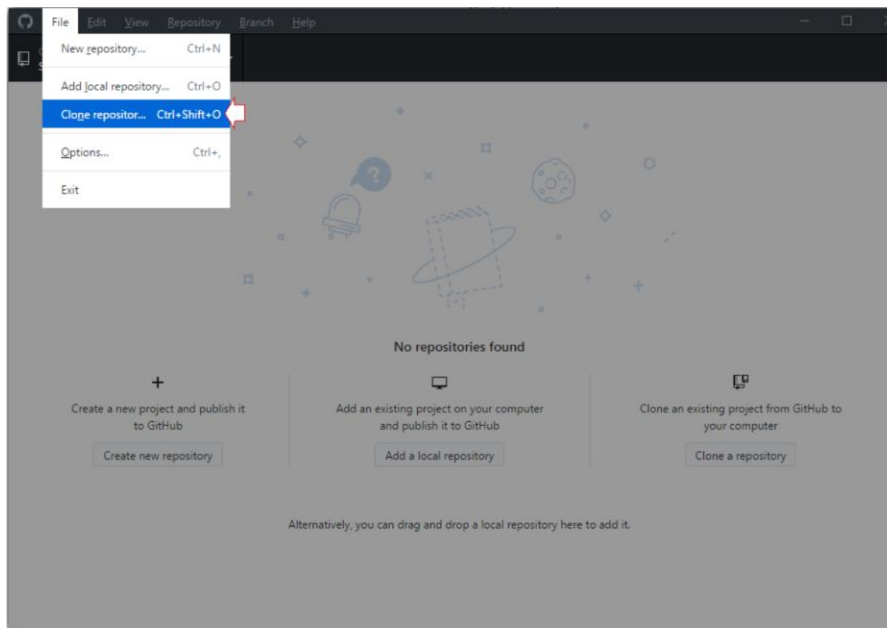 File Edit View Repository Branch Help
New repository... Ctrl+N
Add local repository... Ctrl+O
Clone repositor... Ctrl+Shift+O
Options... Ctrl+,
Exit
?
No repositories found
Create a new project and publish it
to GitHub
Create new repository
Add an existing project on your computer
and publish it to GitHub
Add a local repository
Clone an existing project from GitHub to
your computer
Clone a repository
Alternatively, you can drag and drop a local repository here to add it.